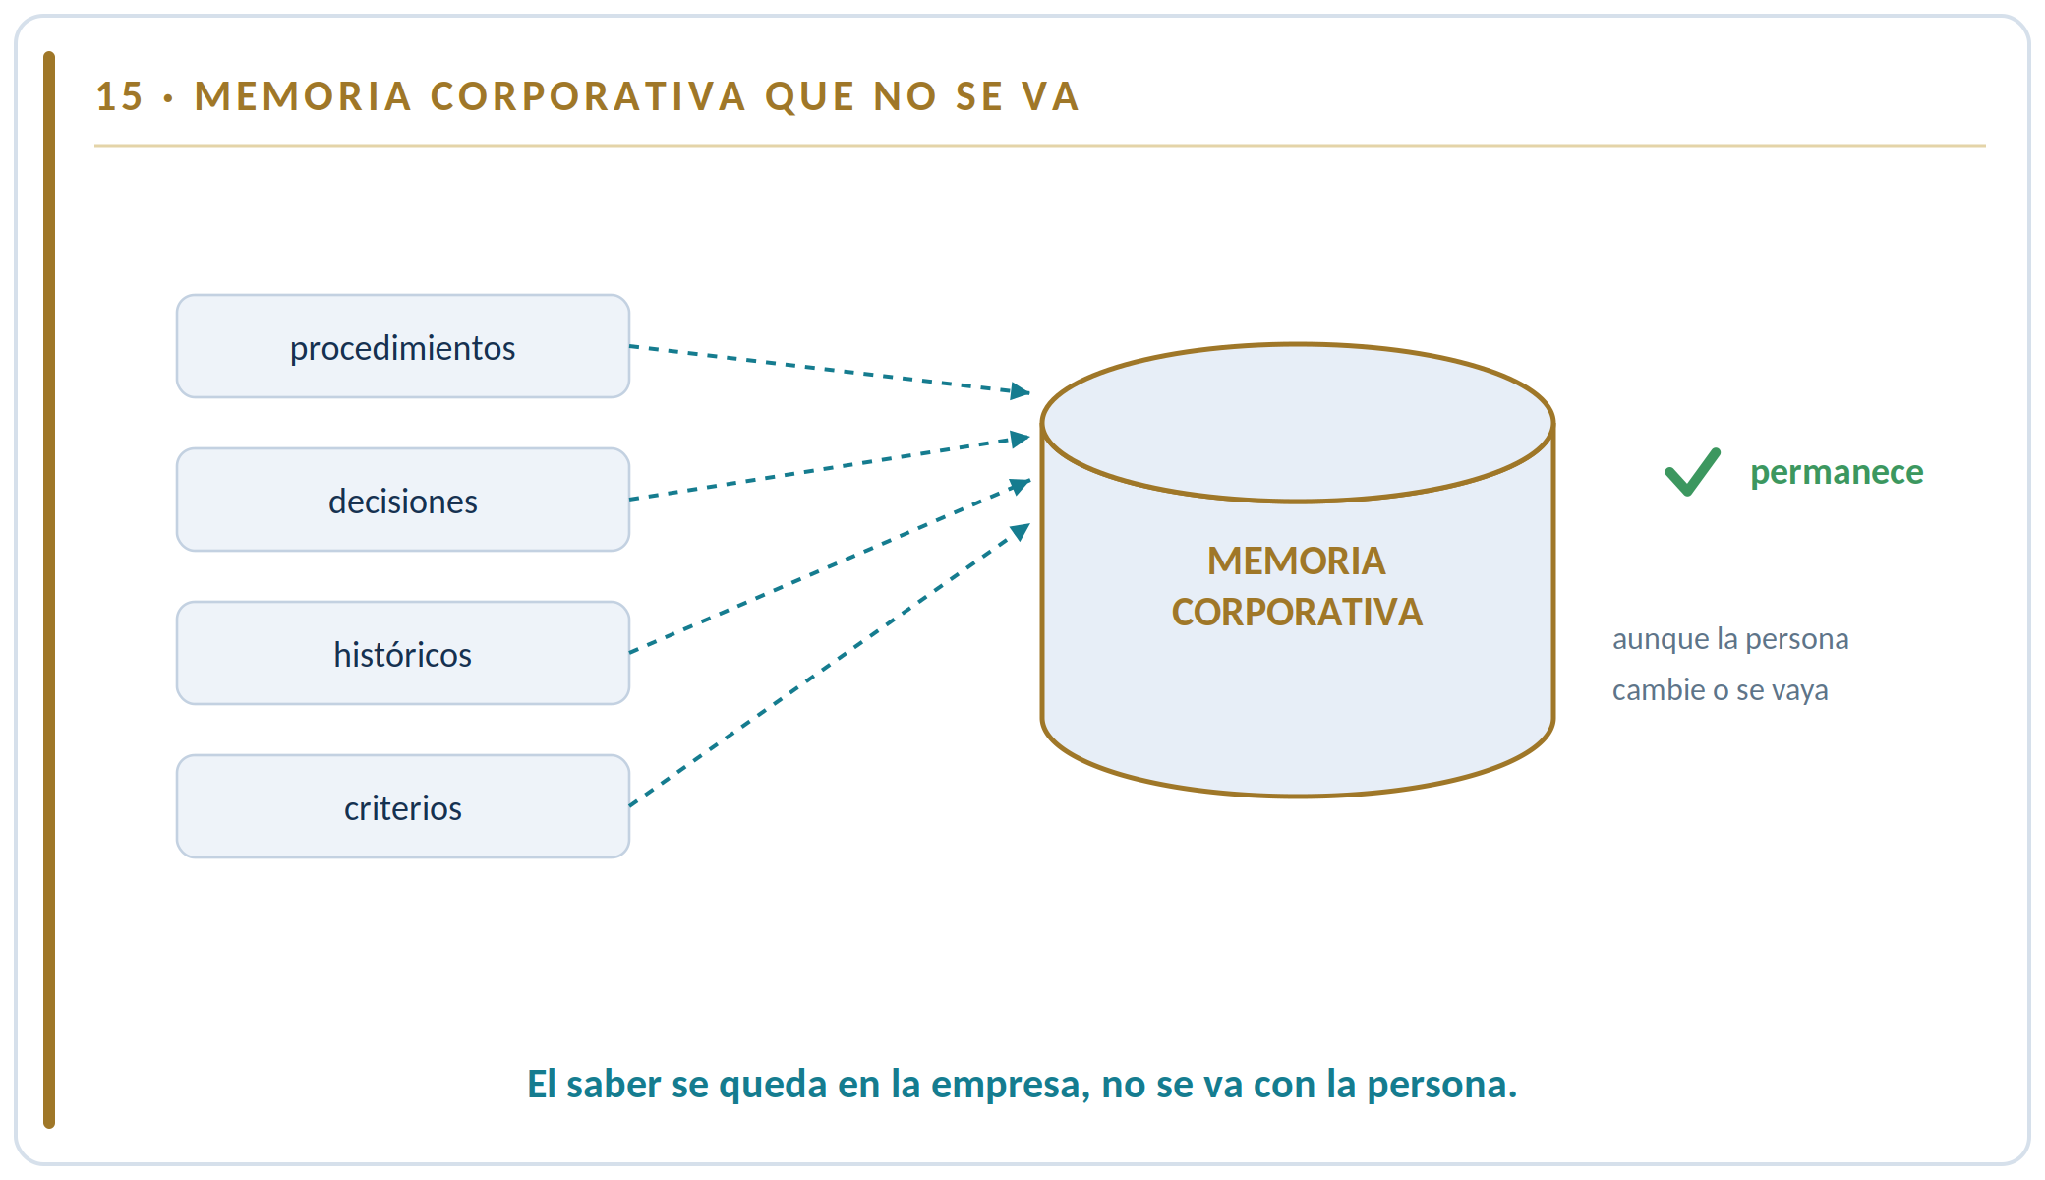 15 · MEMORIA CORPORATIVA QUE NO SE VA
procedimientos
decisiones
históricos
criterios
MEMORIA
CORPORATIVA
permanece
aunque la persona
cambie o se vaya
El saber se queda en la empresa, no se va con la persona.